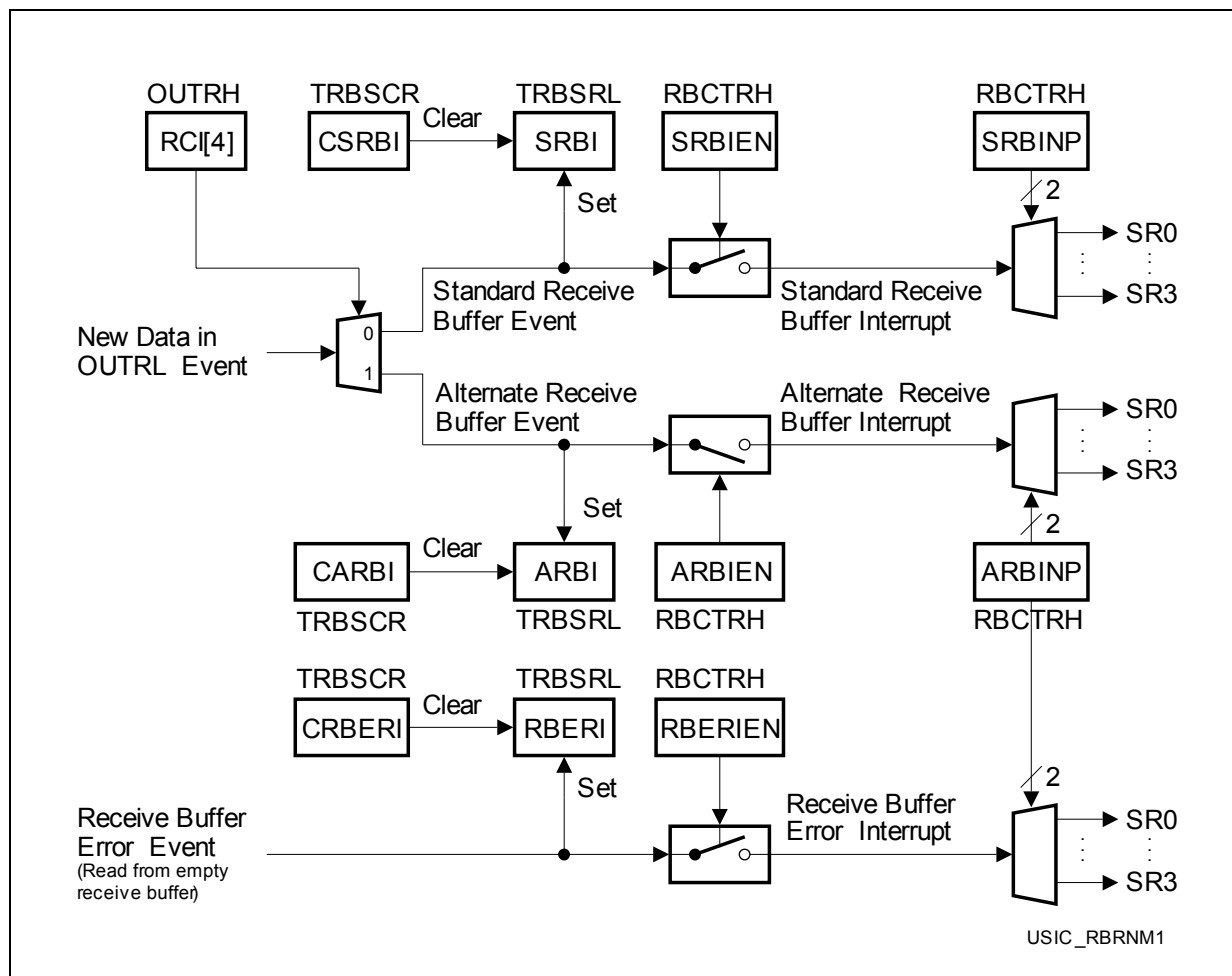 OUTRH
TRBSCR
TRBSRL
RBCTRH
RBCTRH
RCI[4]
CSRBI
Clear
SRBI
SRBIEN
SRBINP
Set
2
SR0
SR3
Standard Receive
Buffer Event
Standard Receive
Buffer Interrupt
New Data in
OUTRL Event
0
1
Alternate Receive
Buffer Event
Alternate Receive
Buffer Interrupt
SR0
SR3
Set
2
CARBI
Clear
ARBI
ARBIEN
ARBINP
TRBSCR
TRBSRL
RBCTRH
RBCTRH
TRBSCR
TRBSRL
RBCTRH
CRBERI
Clear
RBERI
RBERIEN
Set
2
Receive Buffer
Error Event
(Read from empty
receive buffer)
Receive Buffer
Error Interrupt
SR0
SR3
USIC_RBRNM1